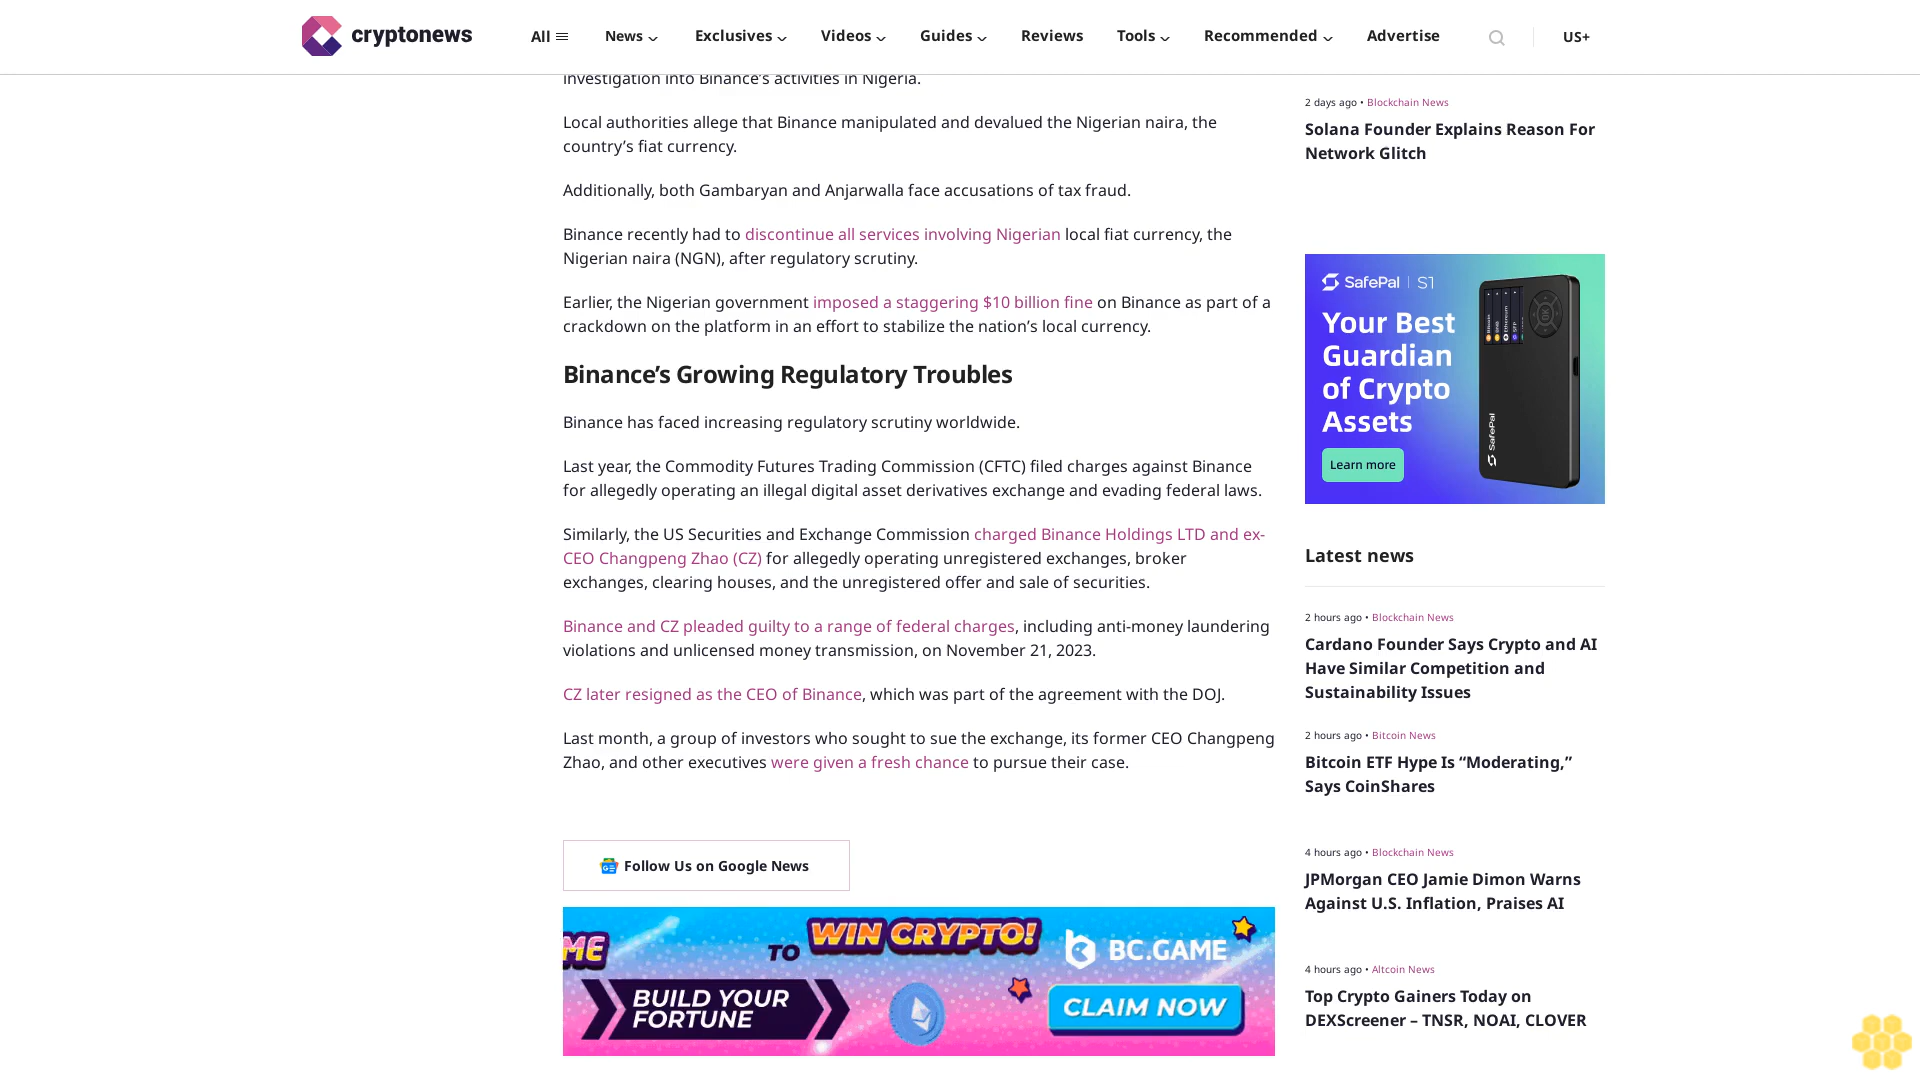 cryptonews
All
News
Exclusives
Videos
Guides
Reviews
Tools
Recommended
Advertise
US+
investigation into Binance’s activities in Nigeria.
Local authorities allege that Binance manipulated and devalued the Nigerian naira, the
country’s fiat currency.
Additionally, both Gambaryan and Anjarwalla face accusations of tax fraud.
Binance recently had to discontinue all services involving Nigerian local fiat currency, the
Nigerian naira (NGN), after regulatory scrutiny.
Earlier, the Nigerian government imposed a staggering $10 billion fine on Binance as part of a
crackdown on the platform in an effort to stabilize the nation’s local currency.
Binance’s Growing Regulatory Troubles
Binance has faced increasing regulatory scrutiny worldwide.
Last year, the Commodity Futures Trading Commission (CFTC) filed charges against Binance
for allegedly operating an illegal digital asset derivatives exchange and evading federal laws.
Similarly, the US Securities and Exchange Commission charged Binance Holdings LTD and ex-
CEO Changpeng Zhao (CZ) for allegedly operating unregistered exchanges, broker
exchanges, clearing houses, and the unregistered offer and sale of securities.
Binance and CZ pleaded guilty to a range of federal charges, including anti-money laundering
violations and unlicensed money transmission, on November 21, 2023.
CZ later resigned as the CEO of Binance, which was part of the agreement with the DOJ.
Last month, a group of investors who sought to sue the exchange, its former CEO Changpeng
Zhao, and other executives were given a fresh chance to pursue their case.
Follow Us on Google News
ME
TO WIN CRYPTO!
BC.GAME
BUILD YOUR
FORTUNE
CLAIM NOW
2 days ago • Blockchain News
Solana Founder Explains Reason For
Network Glitch
SafePal | S1
Your Best
Guardian
of Crypto
Assets
Learn more
SafePal
OK
Bitcoin
BNB
Ethereum
SFP
Latest news
2 hours ago • Blockchain News
Cardano Founder Says Crypto and AI
Have Similar Competition and
Sustainability Issues
2 hours ago • Bitcoin News
Bitcoin ETF Hype Is “Moderating,”
Says CoinShares
4 hours ago • Blockchain News
JPMorgan CEO Jamie Dimon Warns
Against U.S. Inflation, Praises AI
4 hours ago • Altcoin News
Top Crypto Gainers Today on
DEXScreener – TNSR, NOAI, CLOVER